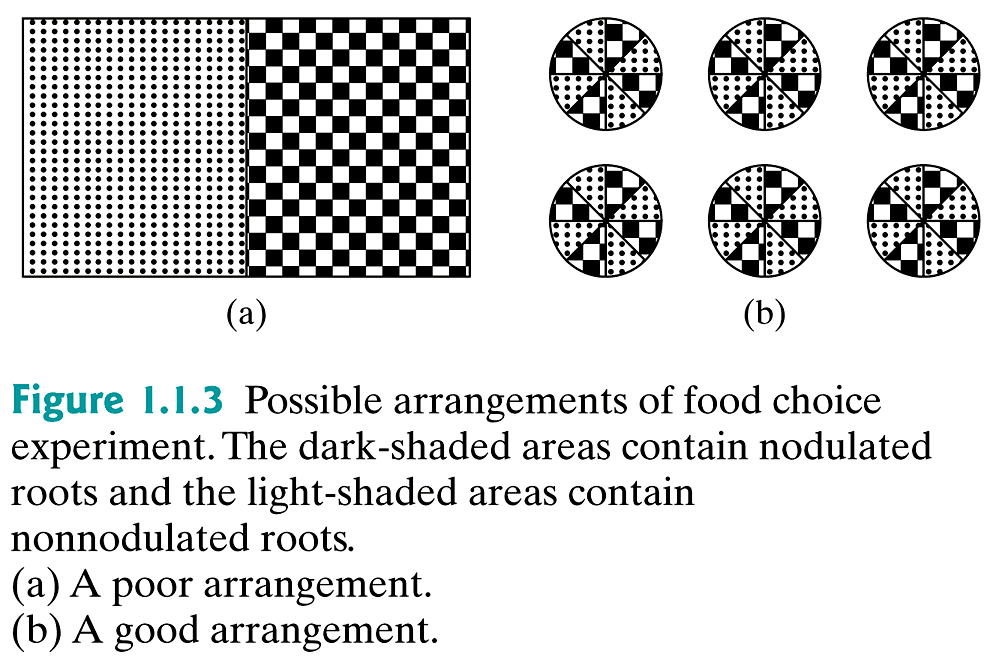 (a) (b)
Figure 1.1.3 Possible arrangements of food choice
experiment. The dark-shaded areas contain nodulated
roots and the light-shaded areas contain
nonnodulated roots.
(a) A poor arrangement.
(b) A good arrangement.